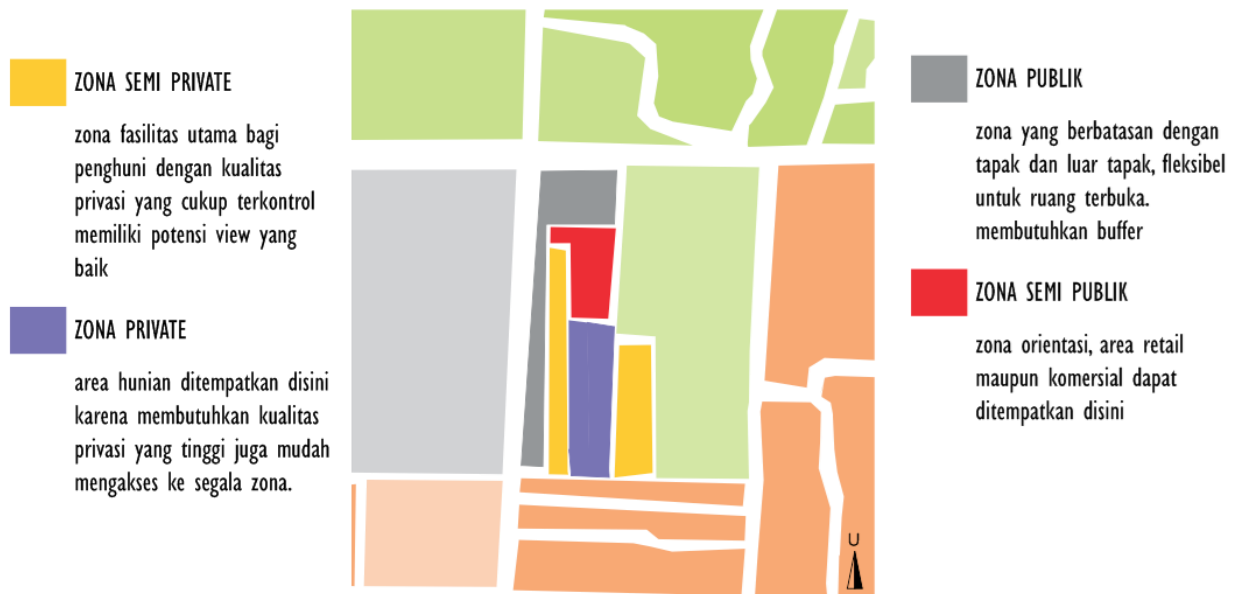 ZONA SEMI PRIVATE
zona fasilitas utama bagi
penghuni dengan kualitas
privasi yang cukup terkontrol
memiliki potensi view yang
baik
ZONA PRIVATE
area hunian ditempatkan disini
karena membutuhkan kualitas
privasi yang tinggi juga mudah
mengakses ke segala zona.
U
ZONA PUBLIK
zona yang berbatasan dengan
tapak dan luar tapak, fleksibel
untuk ruang terbuka.
membutuhkan buffer
ZONA SEMI PUBLIK
zona orientasi, area retail
maupun komersial dapat
ditempatkan disini